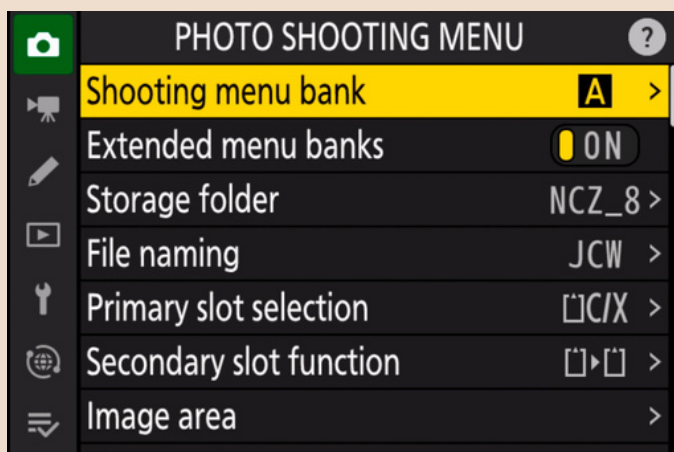 PHOTO SHOOTING MENU ?
Shooting menu bank A >
Extended menu banks ON
Storage folder NCZ_8 >
File naming JCW >
Primary slot selection C/X >
Secondary slot function >
Image area >